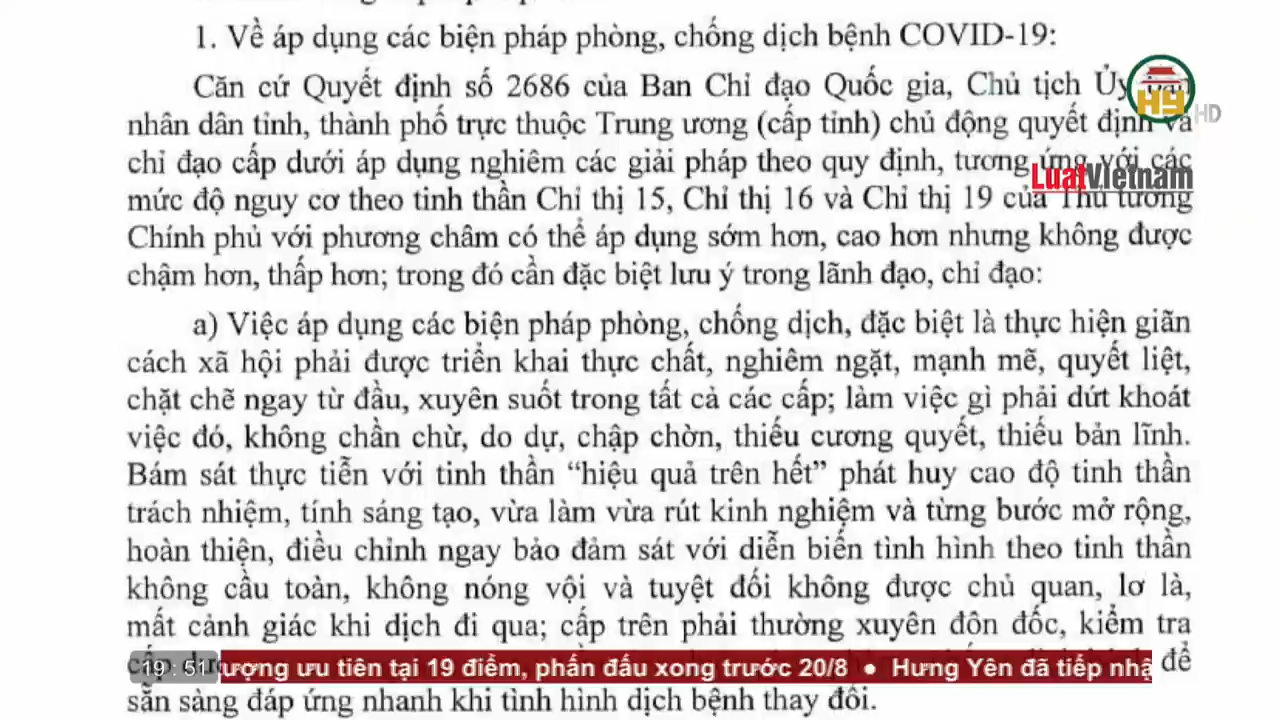 1. Về áp dụng các biện pháp phòng, chống dịch bệnh COVID-19:
Căn cứ Quyết định số 2686 của Ban Chỉ đạo Quốc gia, Chủ tịch Ủy
HY HD
nhân dân tỉnh, thành phố trực thuộc Trung ương (cấp tỉnh) chủ động quyết định và
chỉ đạo cấp dưới áp dụng nghiêm các giải pháp theo quy định, tương ứng với các
LuatVietnam
mức độ nguy cơ theo tinh thần Chỉ thị 15, Chỉ thị 16 và Chỉ thị 19 của Thủ tướng
Chính phủ với phương châm có thể áp dụng sớm hơn, cao hơn nhưng không được
chậm hơn, thấp hơn; trong đó cần đặc biệt lưu ý trong lãnh đạo, chỉ đạo:
a) Việc áp dụng các biện pháp phòng, chống dịch, đặc biệt là thực hiện giãn
cách xã hội phải được triển khai thực chất, nghiêm ngặt, mạnh mẽ, quyết liệt,
chặt chẽ ngay từ đầu, xuyên suốt trong tất cả các cấp; làm việc gì phải dứt khoát
việc đó, không chần chừ, do dự, chập chờn, thiếu cương quyết, thiếu bản lĩnh.
Bám sát thực tiễn với tinh thần “hiệu quả trên hết” phát huy cao độ tinh thần
trách nhiệm, tính sáng tạo, vừa làm vừa rút kinh nghiệm và từng bước mở rộng,
hoàn thiện, điều chỉnh ngay bảo đảm sát với diễn biến tình hình theo tinh thần
không cầu toàn, không nóng vội và tuyệt đối không được chủ quan, lơ là,
mất cảnh giác khi dịch đi qua; cấp trên phải thường xuyên đôn đốc, kiểm tra
cấp để
19:51 ượng ưu tiên tại 19 điểm, phấn đấu xong trước 20/8 • Hưng Yên đã tiếp nhậ
sẵn sàng đáp ứng nhanh khi tình hình dịch bệnh thay đổi.